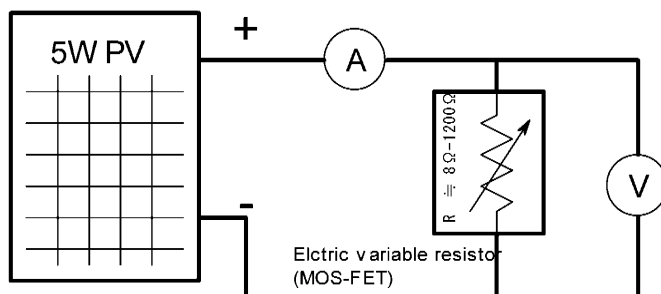 5W PV
+
A
R ≒ 8Ω-1200Ω
V
-
Elctric variable resistor
(MOS-FET)